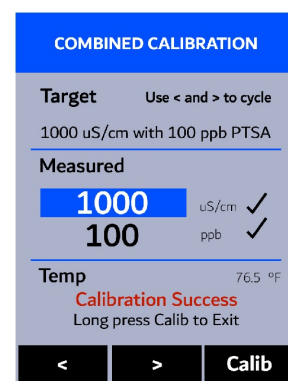 COMBINED CALIBRATION
Target Use < and > to cycle
1000 uS/cm with 100 ppb PTSA
Measured
1000 uS/cm ✓
100 ppb ✓
Temp 76.5 °F
Calibration Success
Long press Calib to Exit
< > Calib